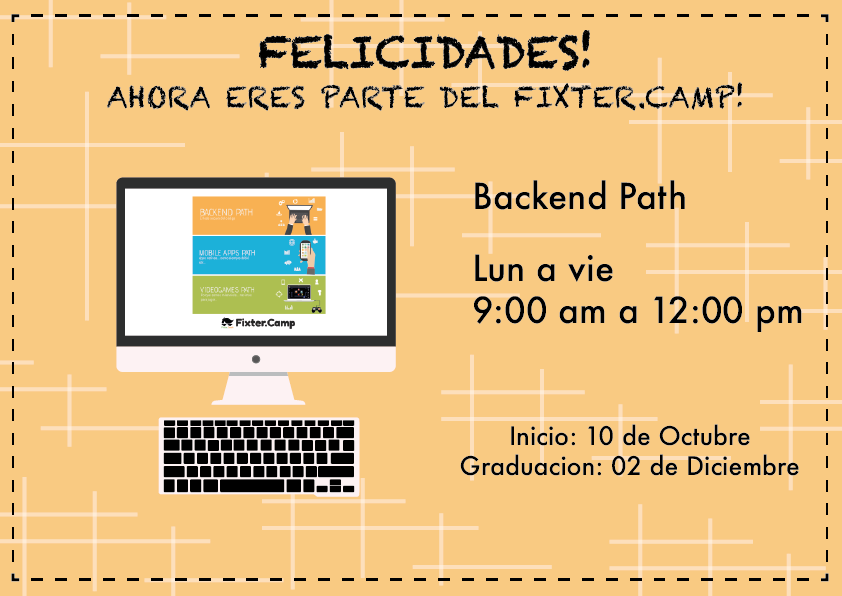 FELICIDADES!
AHORA ERES PARTE DEL FIXTER.CAMP!
BACKEND PATH
MOBILE APPS PATH
VIDEOGAMES PATH
Fixter.Camp
Backend Path
Lun a vie
9:00 am a 12:00 pm
Inicio: 10 de Octubre
Graduacion: 02 de Diciembre